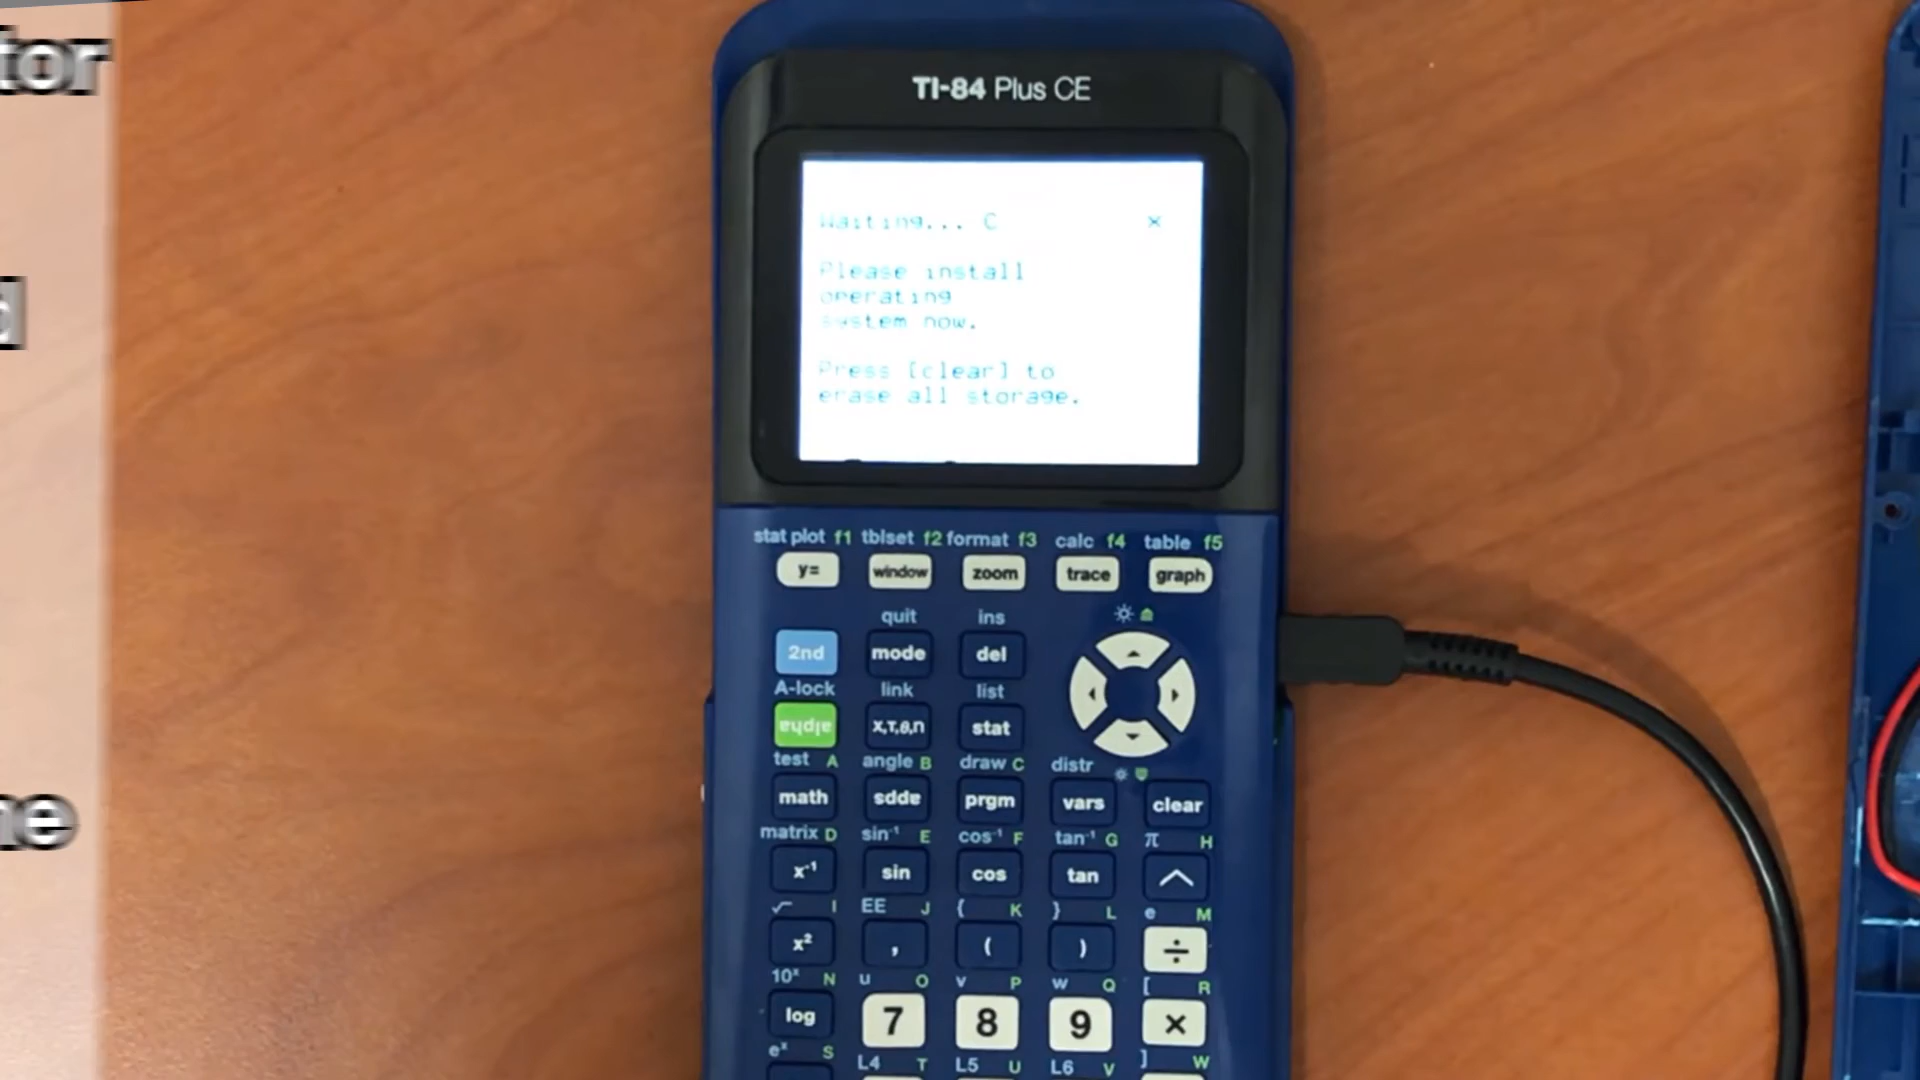 tor
d
TI-84 Plus CE
Waiting... C
Please install
operating
system now.
Press [clear] to
erase all storage.
stat plot f1 tblset f2 format f3 calc f4 table f5
y= window zoom trace graph
quit ins
2nd mode del
A-lock link list
alpha X,T,θ,n stat
test A angle B draw C distr
math apps prgm vars clear
matrix D sin⁻¹ E cos⁻¹ F tan⁻¹ G π H
x⁻¹ sin cos tan ^
√ I EE J { K } L e M
x² , ( ) ÷
10ˣ N u O v P w Q [ R
log 7 8 9 ×
eˣ S L4 T L5 U L6 V ] W